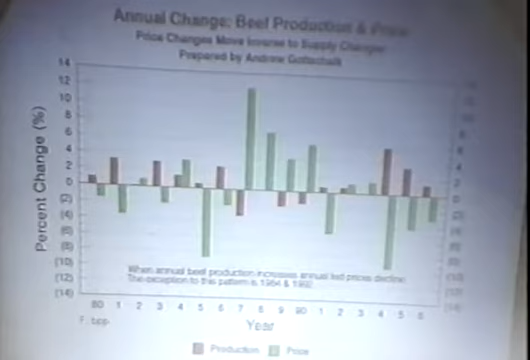 Annual Change: Beef Production & Price
Price Changes Move Inverse to Supply Changes
Prepared by Andrew Gottschalk
Percent Change (%)
14
12
10
8
6
4
2
0
(2)
(4)
(6)
(8)
(10)
(12)
(14)
When annual beef production increases annual fed prices decline
The exception to this pattern is 1984 &
80 1 2 3 4 5 6 7 8 9 90 1 2 3 4 5 6
Year
Production Price